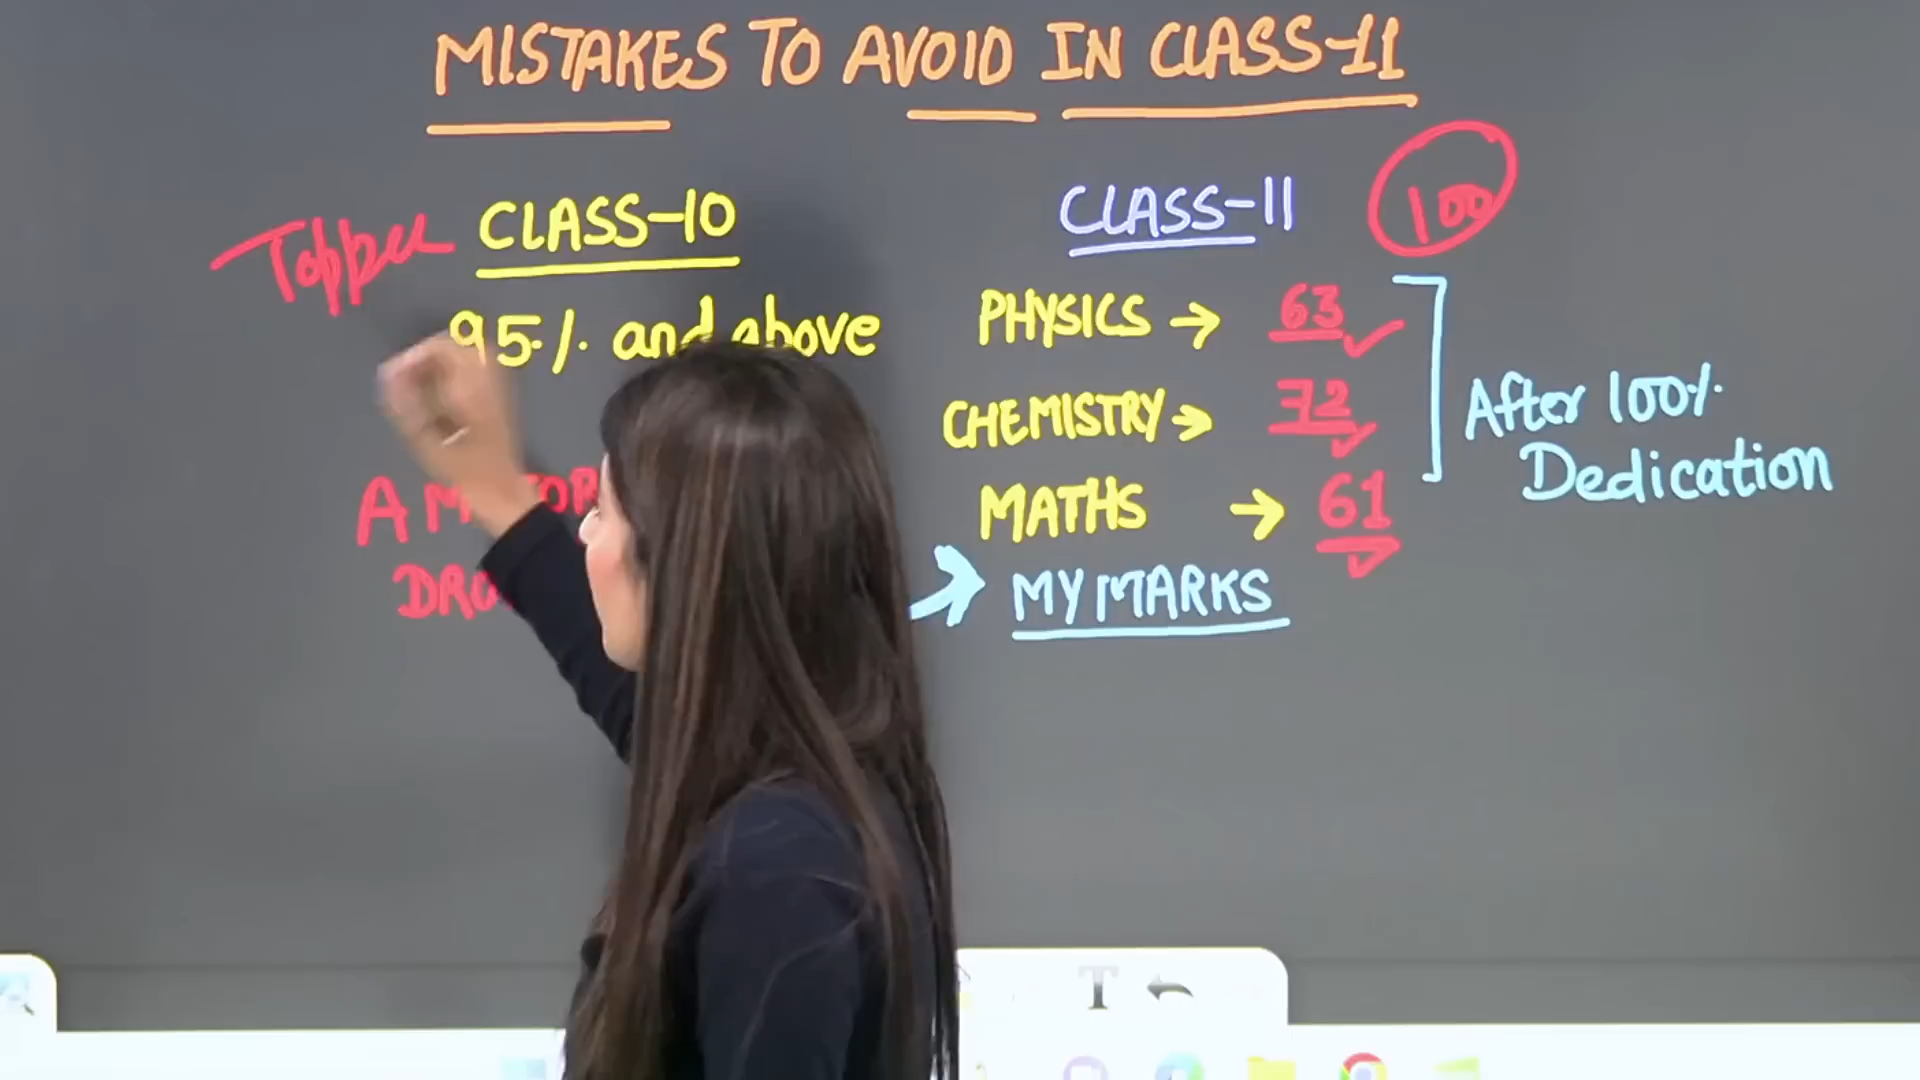 MISTAKES TO AVOID IN CLASS-11
Topper
CLASS-10
95% and above
A
CLASS-11
100
PHYSICS → 63
CHEMISTRY → 72
MATHS → 61
After 100%
Dedication
MY MARKS
T